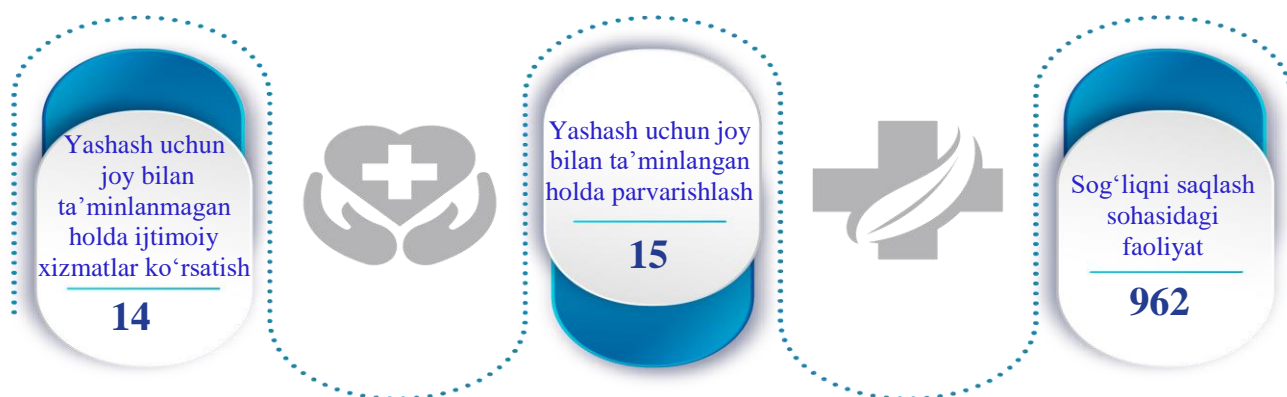 Yashash uchun
joy bilan
ta’minlanmagan
holda ijtimoiy
xizmatlar ko‘rsatish
14
Yashash uchun joy
bilan ta’minlangan
holda parvarishlash
15
Sog‘liqni saqlash
sohasidagi
faoliyat
962